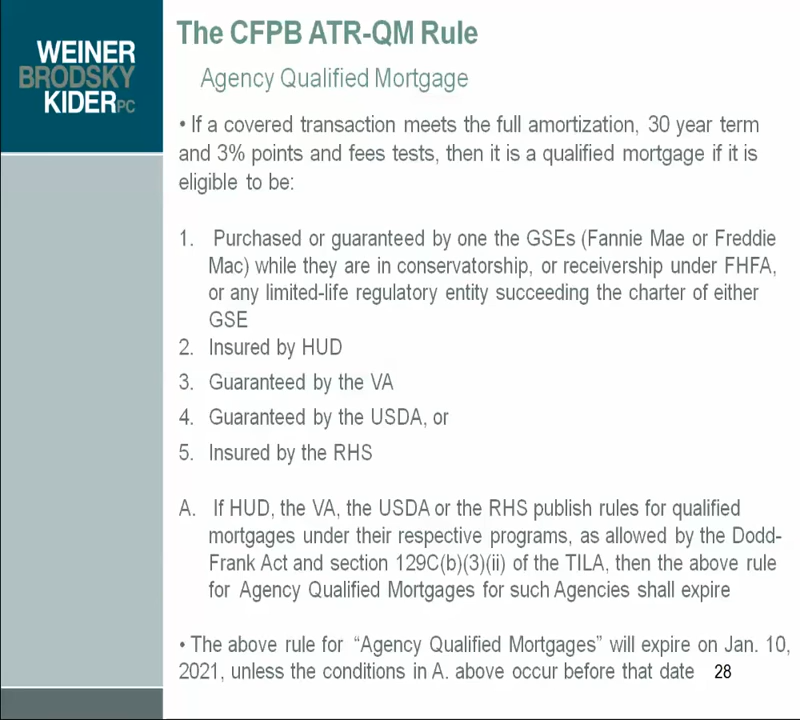 WEINER
BRODSKY
KIDER PC
The CFPB ATR-QM Rule
Agency Qualified Mortgage
• If a covered transaction meets the full amortization, 30 year term
and 3% points and fees tests, then it is a qualified mortgage if it is
eligible to be:
1. Purchased or guaranteed by one the GSEs (Fannie Mae or Freddie
Mac) while they are in conservatorship, or receivership under FHFA,
or any limited-life regulatory entity succeeding the charter of either
GSE
2. Insured by HUD
3. Guaranteed by the VA
4. Guaranteed by the USDA, or
5. Insured by the RHS
A. If HUD, the VA, the USDA or the RHS publish rules for qualified
mortgages under their respective programs, as allowed by the Dodd-
Frank Act and section 129C(b)(3)(ii) of the TILA, then the above rule
for Agency Qualified Mortgages for such Agencies shall expire
• The above rule for “Agency Qualified Mortgages” will expire on Jan. 10,
2021, unless the conditions in A. above occur before that date 28